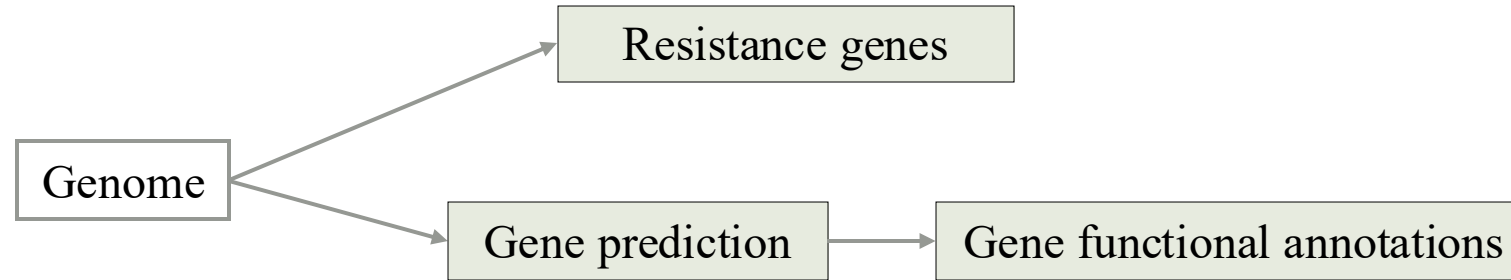 Resistance genes
Genome
Gene prediction
Gene functional annotations